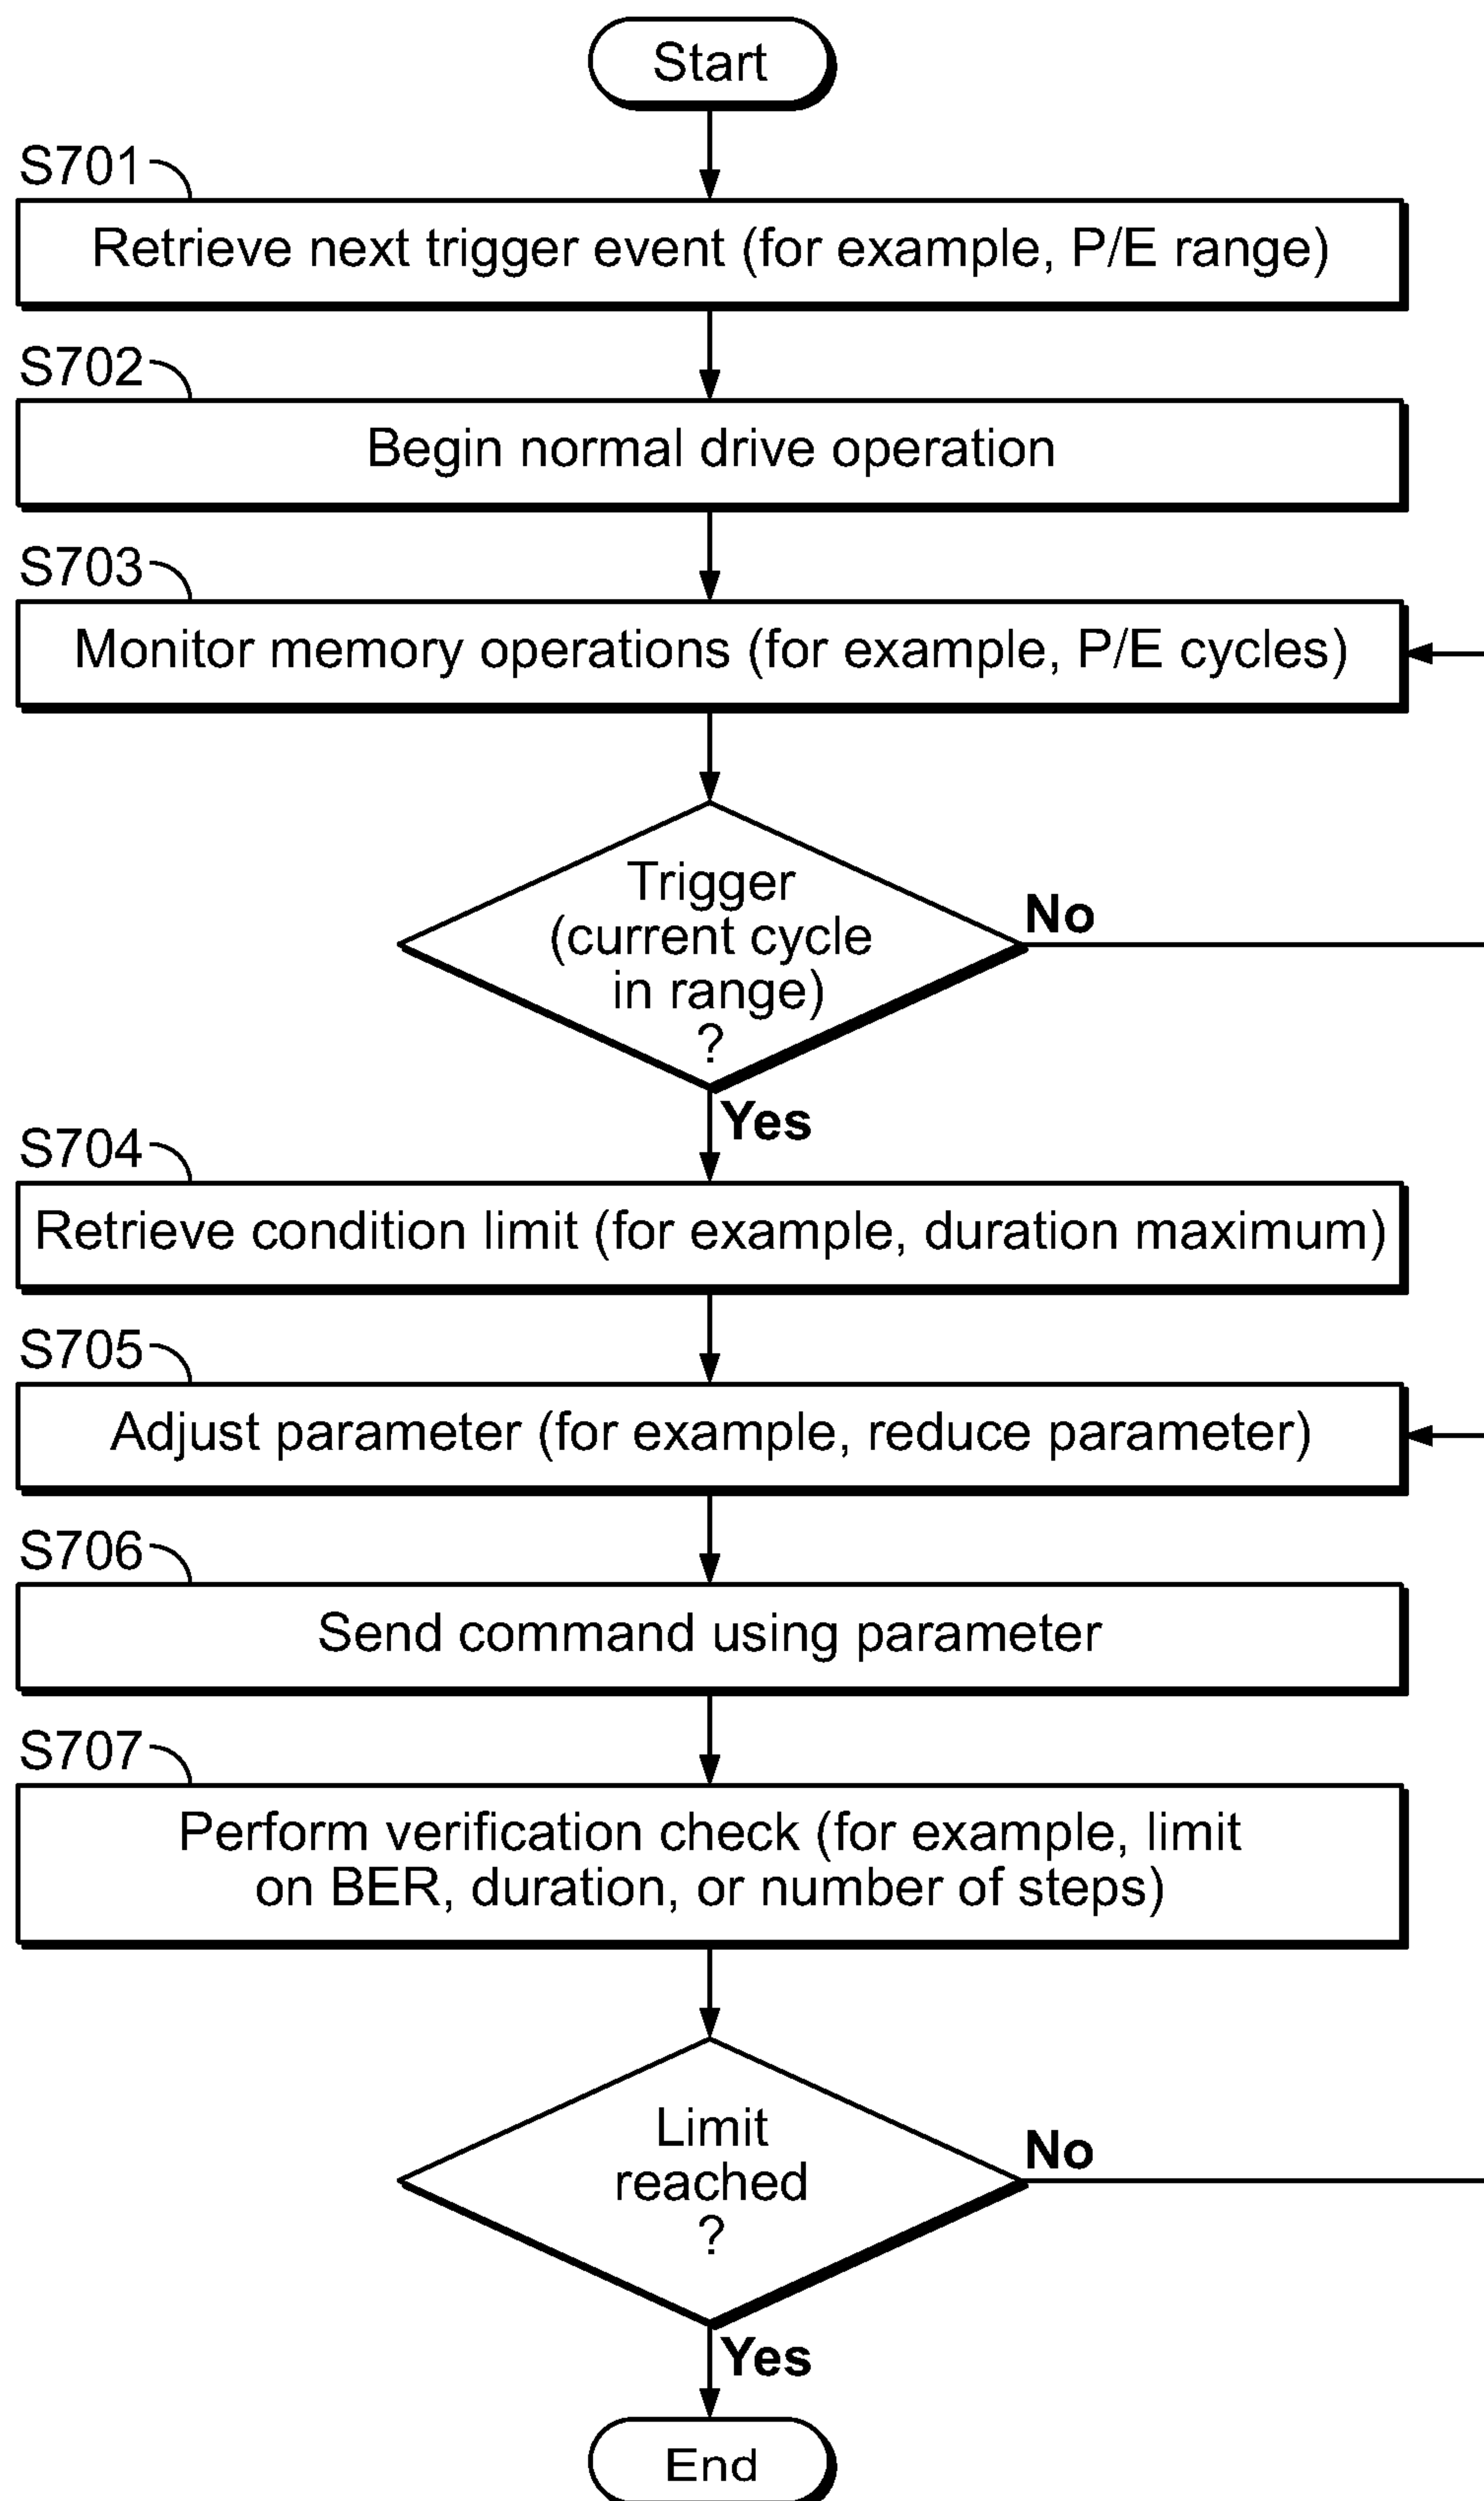 Start
S701
Retrieve next trigger event (for example, P/E range)
S702
Begin normal drive operation
S703
Monitor memory operations (for example, P/E cycles)
Trigger
(current cycle
in range)
?
No
Yes
S704
Retrieve condition limit (for example, duration maximum)
S705
Adjust parameter (for example, reduce parameter)
S706
Send command using parameter
S707
Perform verification check (for example, limit
on BER, duration, or number of steps)
Limit
reached
?
No
Yes
End